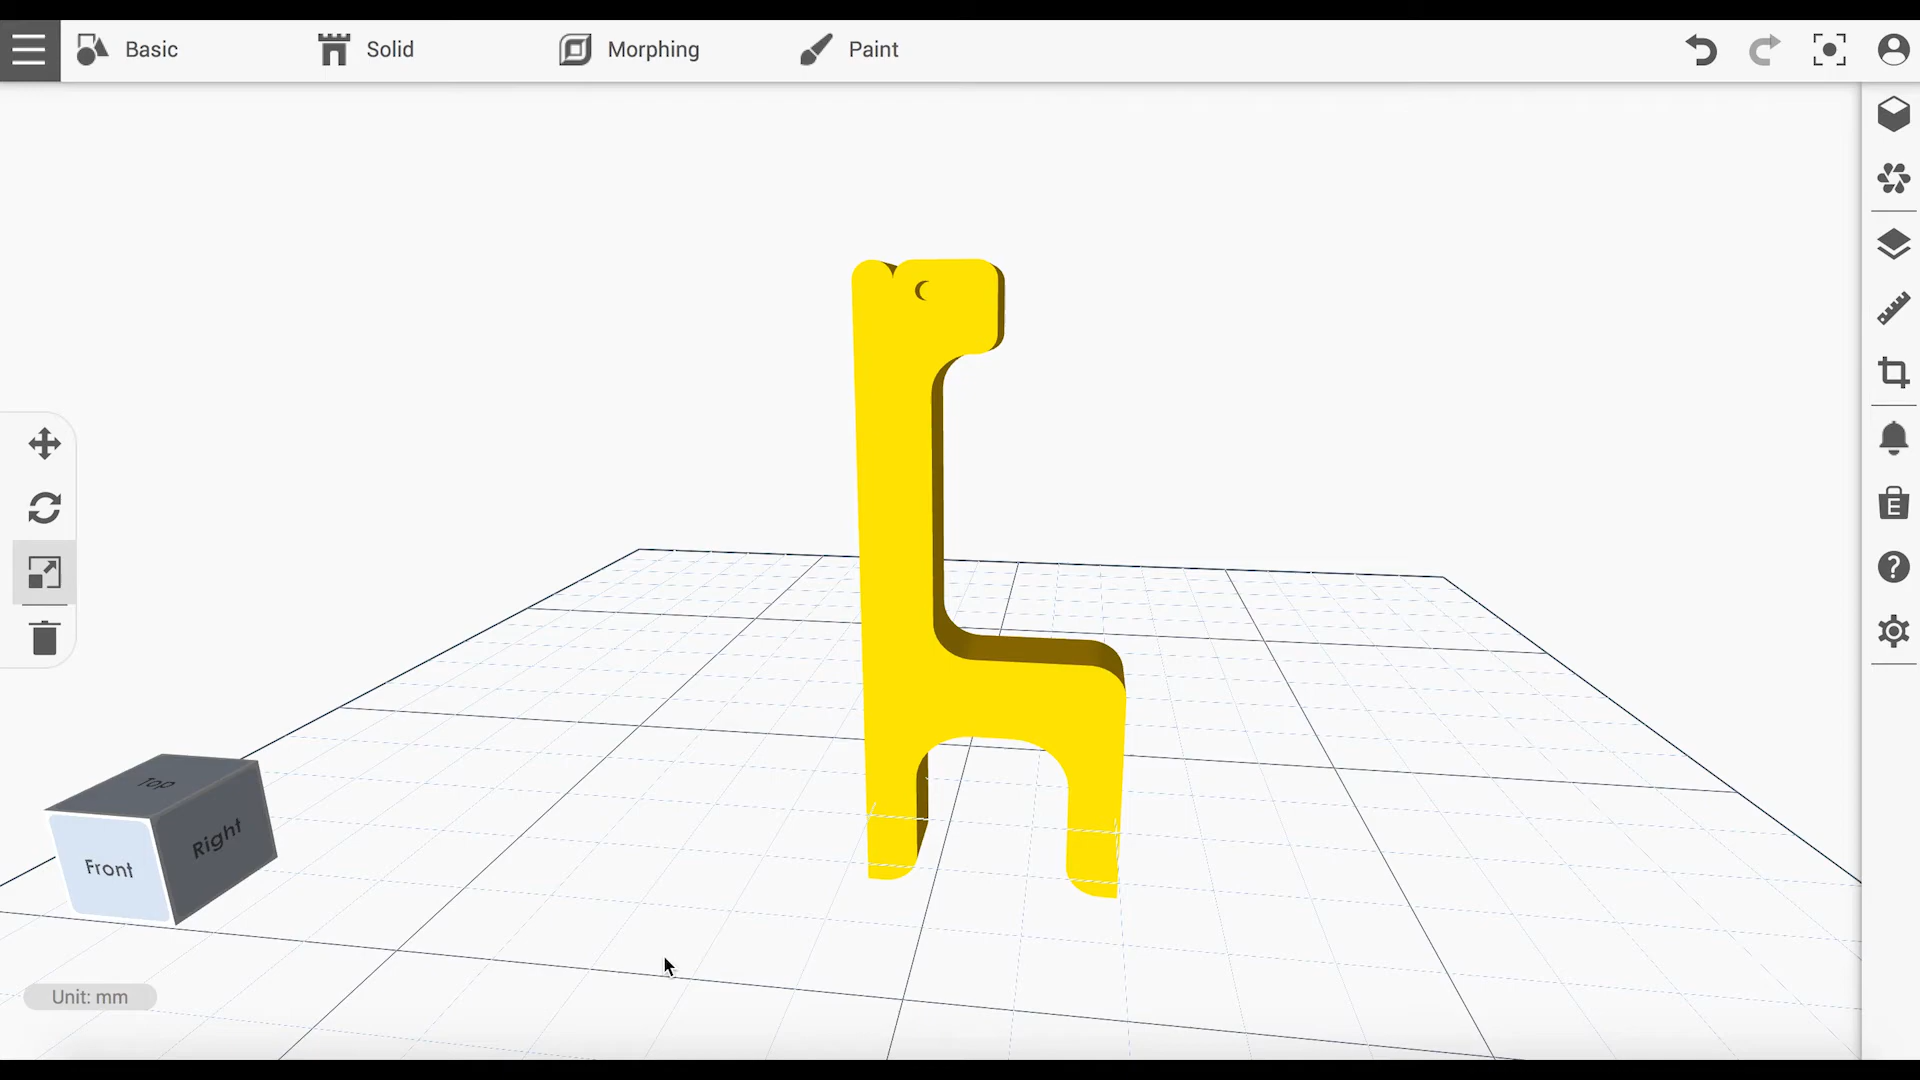 Basic
Solid
Morphing
Paint
E
?
Top
Right
Front
Unit: mm